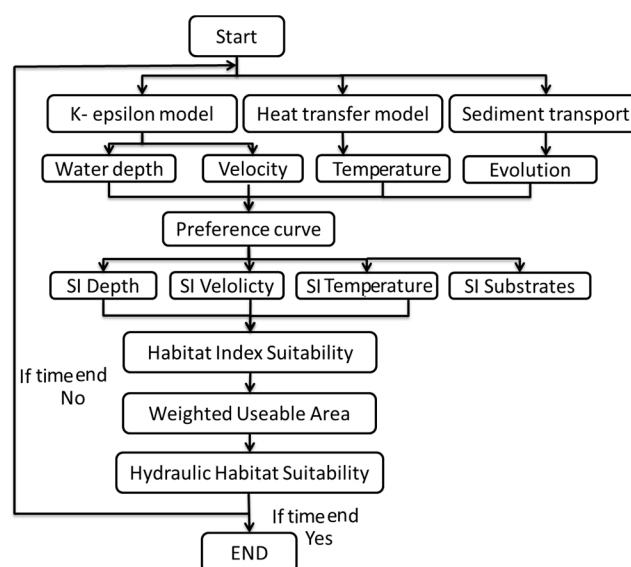 Start
K- epsilon model
Heat transfer model
Sediment transport
Water depth
Velocity
Temperature
Evolution
Preference curve
SI Depth
SI Velolicty
SI Temperature
SI Substrates
Habitat Index Suitability
If time end
No
Weighted Useable Area
Hydraulic Habitat Suitability
If time end
Yes
END